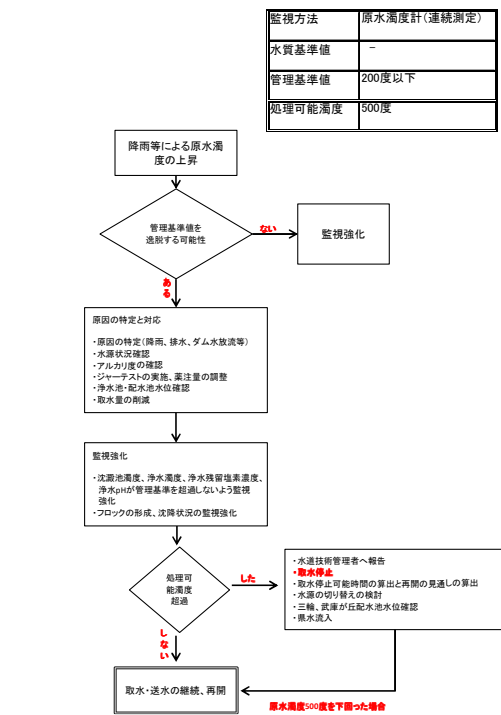 監視方法 原水濁度計(連続測定)
水質基準値 -
管理基準値 200度以下
処理可能濁度 500度
降雨等による原水濁
度の上昇
管理基準値を
逸脱する可能性
ない
監視強化
ある
原因の特定と対応
・原因の特定(降雨、排水、ダム水放流等)
・水源状況確認
・アルカリ度の確認
・ジャーテストの実施、薬注量の調整
・浄水池・配水池水位確認
・取水量の削減
監視強化
・沈澱池濁度、浄水濁度、浄水残留塩素濃度、
浄水pHが管理基準を超過しないよう監視
強化
・フロックの形成、沈降状況の監視強化
処理可
能濁度
超過
した
・水道技術管理者へ報告
・取水停止
・取水停止可能時間の算出と再開の見通しの算出
・水源の切り替えの検討
・三輪、武庫が丘配水池水位確認
・県水流入
しない
取水・送水の継続、再開
原水濁度500度を下回った場合